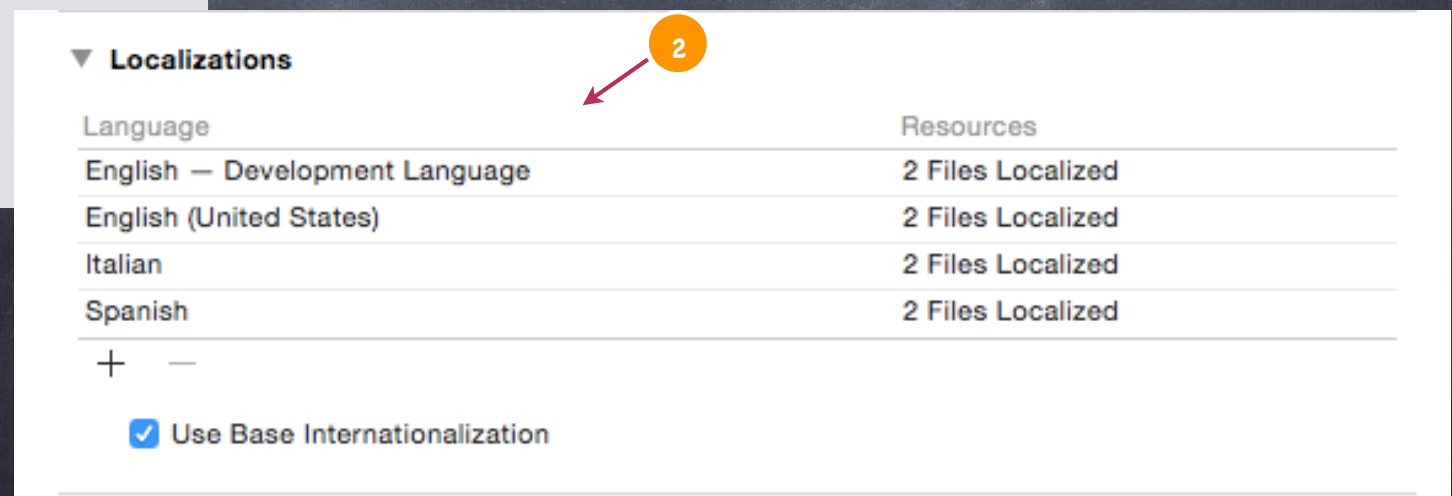 2
Localizations
Language Resources
English — Development Language 2 Files Localized
English (United States) 2 Files Localized
Italian 2 Files Localized
Spanish 2 Files Localized
+ —
Use Base Internationalization